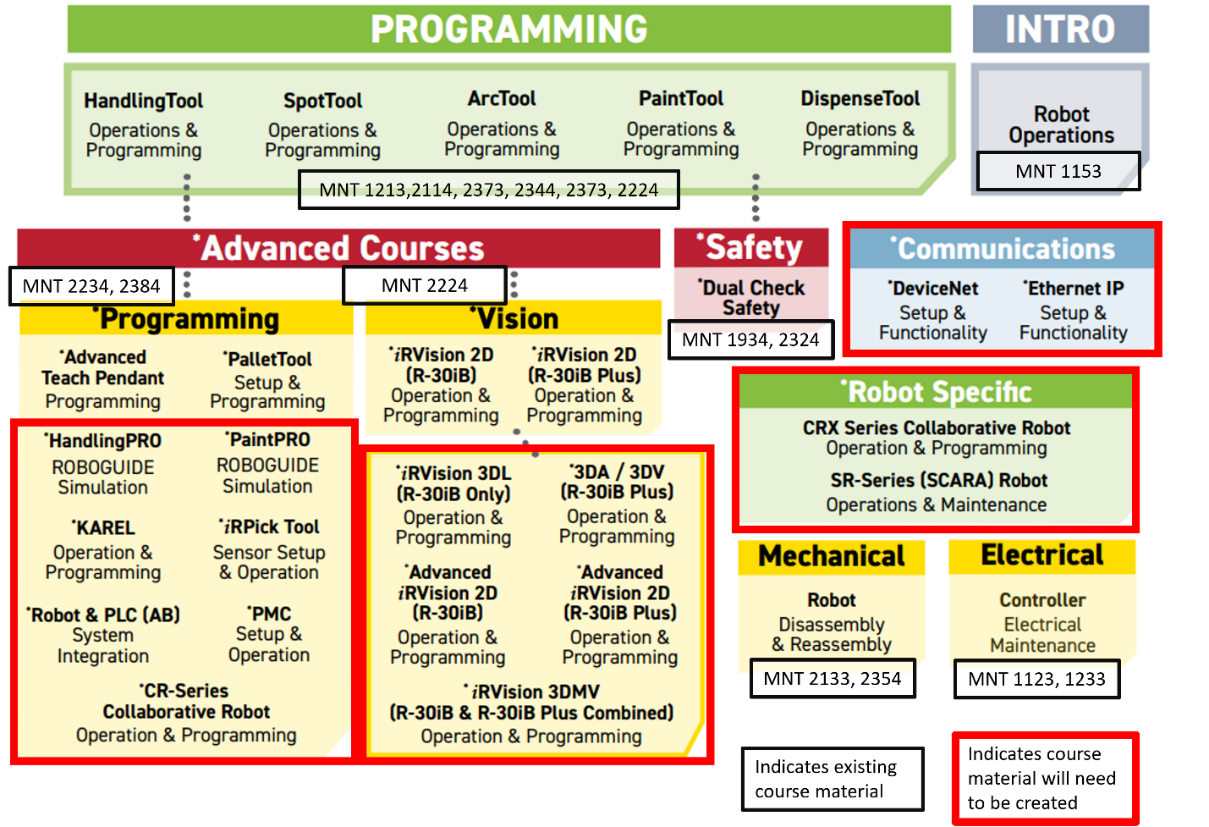 PROGRAMMING
HandlingTool
Operations &
Programming
SpotTool
Operations &
Programming
ArcTool
Operations &
Programming
PaintTool
Operations &
Programming
DispenseTool
Operations &
Programming
MNT 1213,2114, 2373, 2344, 2373, 2224
INTRO
Robot
Operations
MNT 1153
*Advanced Courses
MNT 2234, 2384
MNT 2224
*Programming
*Advanced
Teach Pendant
Programming
*PalletTool
Setup &
Programming
*HandlingPRO
ROBOGUIDE
Simulation
*PaintPRO
ROBOGUIDE
Simulation
*KAREL
Operation &
Programming
*iRPick Tool
Sensor Setup
& Operation
*Robot & PLC (AB)
System
Integration
*PMC
Setup &
Operation
*CR-Series
Collaborative Robot
Operation & Programming
*Vision
*iRVision 2D
(R-30iB)
Operation &
Programming
*iRVision 2D
(R-30iB Plus)
Operation &
Programming
*iRVision 3DL
(R-30iB Only)
Operation &
Programming
*3DA / 3DV
(R-30iB Plus)
Operation &
Programming
*Advanced
iRVision 2D
(R-30iB)
Operation &
Programming
*Advanced
iRVision 2D
(R-30iB Plus)
Operation &
Programming
*iRVision 3DMV
(R-30iB & R-30iB Plus Combined)
Operation & Programming
*Safety
*Dual Check
Safety
MNT 1934, 2324
*Communications
*DeviceNet
Setup &
Functionality
*Ethernet IP
Setup &
Functionality
*Robot Specific
CRX Series Collaborative Robot
Operation & Programming
SR-Series (SCARA) Robot
Operations & Maintenance
Mechanical
Robot
Disassembly
& Reassembly
MNT 2133, 2354
Electrical
Controller
Electrical
Maintenance
MNT 1123, 1233
Indicates existing
course material
Indicates course
material will need
to be created